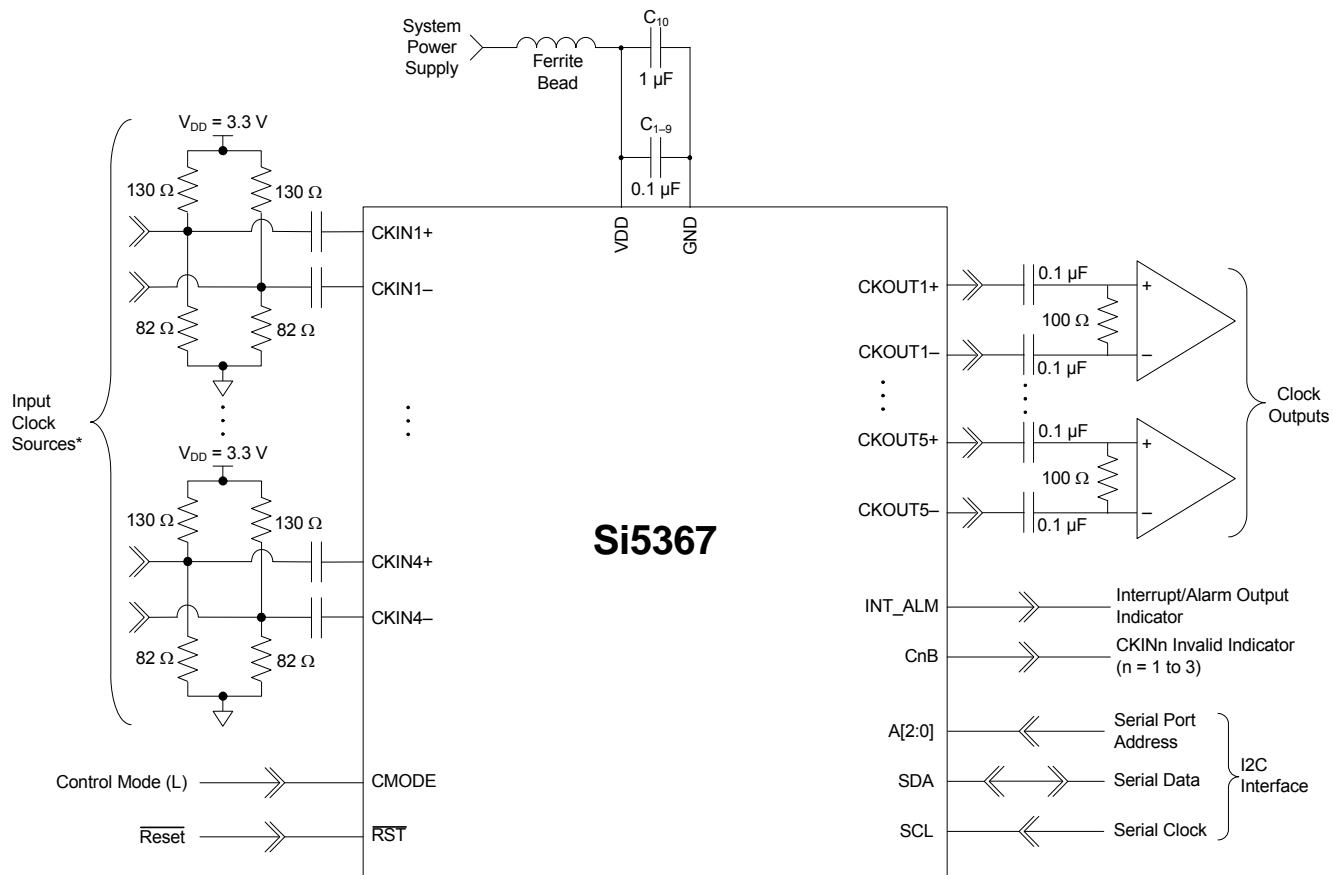 System
Power
Supply
Ferrite
Bead
C₁₀
1 µF
C₁₋₉
0.1 µF
VDD
GND
Input
Clock
Sources*
V_DD = 3.3 V
130 Ω
130 Ω
82 Ω
82 Ω
V_DD = 3.3 V
130 Ω
130 Ω
82 Ω
82 Ω
CKIN1+
CKIN1–
CKIN4+
CKIN4–
Control Mode (L)
CMODE
Reset
RST
Si5367
CKOUT1+
CKOUT1–
CKOUT5+
CKOUT5–
0.1 µF
100 Ω
0.1 µF
+
–
0.1 µF
100 Ω
0.1 µF
+
–
Clock
Outputs
INT_ALM
Interrupt/Alarm Output
Indicator
CnB
CKINn Invalid Indicator
(n = 1 to 3)
A[2:0]
Serial Port
Address
SDA
Serial Data
SCL
Serial Clock
I2C
Interface